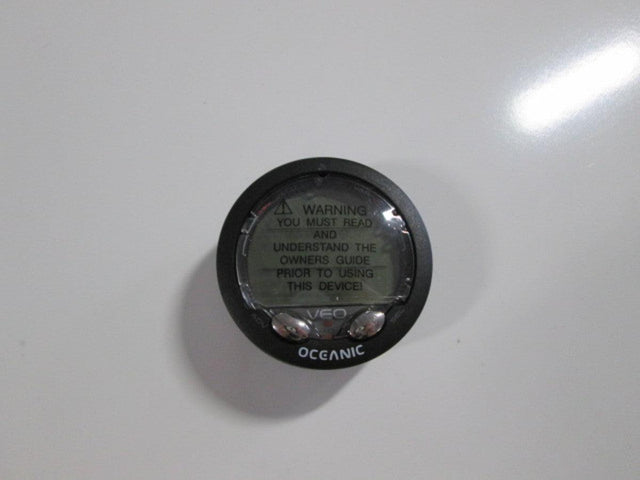 WARNING
YOU MUST READ
AND
UNDERSTAND THE
OWNERS GUIDE
PRIOR TO USING
THIS DEVICE!
VEO
OCEANIC